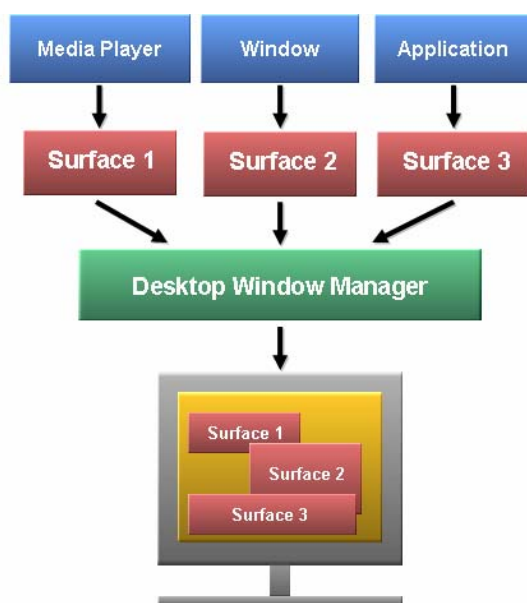 Media Player
Window
Application
Surface 1
Surface 2
Surface 3
Desktop Window Manager
Surface 1
Surface 2
Surface 3